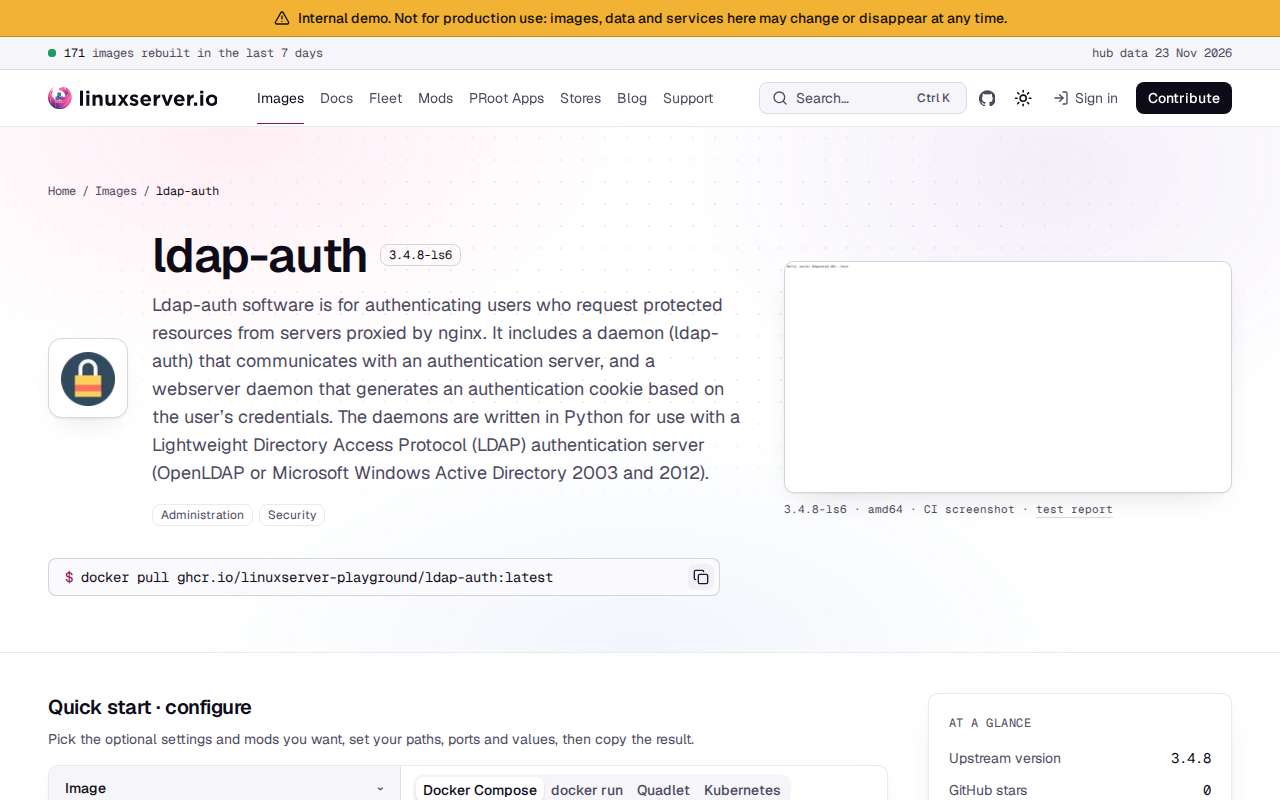 Internal demo. Not for production use: images, data and services here may change or disappear at any time.
171 images rebuilt in the last 7 days
hub data 23 Nov 2026
linuxserver.io
Images Docs Fleet Mods PRoot Apps Stores Blog Support
Search... Ctrl K
Sign in
Contribute
Home / Images / ldap-auth
ldap-auth 3.4.8-ls6
Ldap-auth software is for authenticating users who request protected
resources from servers proxied by nginx. It includes a daemon (ldap-
auth) that communicates with an authentication server, and a
webserver daemon that generates an authentication cookie based on
the user's credentials. The daemons are written in Python for use with a
Lightweight Directory Access Protocol (LDAP) authentication server
(OpenLDAP or Microsoft Windows Active Directory 2003 and 2012).
Administration Security
3.4.8-ls6 · amd64 · CI screenshot · test report
$ docker pull ghcr.io/linuxserver-playground/ldap-auth:latest
Quick start · configure
Pick the optional settings and mods you want, set your paths, ports and values, then copy the result.
Image
Docker Compose docker run Quadlet Kubernetes
AT A GLANCE
Upstream version 3.4.8
GitHub stars 0